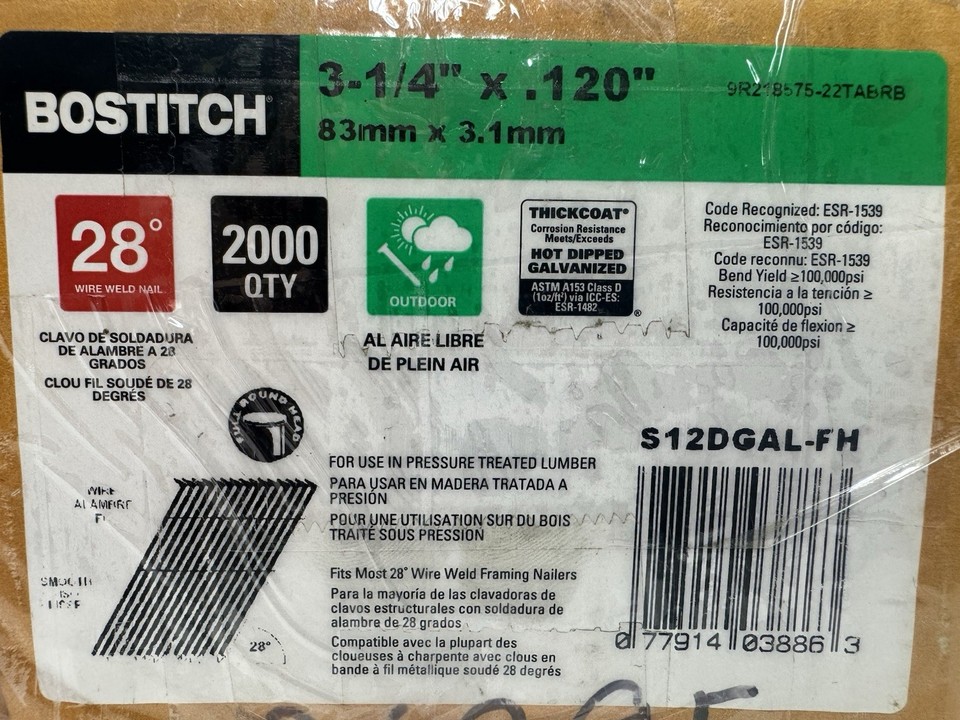 BOSTITCH®
3-1/4" x .120"
83mm x 3.1mm
9R218575-22TABRB
28°
WIRE WELD NAIL
CLAVO DE SOLDADURA
DE ALAMBRE A 28
GRADOS
CLOU FIL SOUDÉ DE 28
DEGRÉS
2000
QTY
OUTDOOR
AL AIRE LIBRE
DE PLEIN AIR
THICKCOAT®
Corrosion Resistance
Meets/Exceeds
HOT DIPPED
GALVANIZED
ASTM A153 Class D
(1oz/ft²) via ICC-ES:
ESR-1482
®
Code Recognized: ESR-1539
Reconocimiento por código:
ESR-1539
Code reconnu: ESR-1539
Bend Yield ≥100,000psi
Resistencia a la tención ≥
100,000psi
Capacité de flexion ≥
100,000psi
FULL ROUND HEAD
WIRE
ALAMBRE
28°
FOR USE IN PRESSURE TREATED LUMBER
PARA USAR EN MADERA TRATADA A
PRESIÓN
POUR UNE UTILISATION SUR DU BOIS
TRAITÉ SOUS PRESSION
Fits Most 28° Wire Weld Framing Nailers
Para la mayoría de las clavadoras de
clavos estructurales con soldadura de
alambre de 28 grados
Compatible avec la plupart des
cloueuses à charpente avec clous en
bande à fil métallique soudé 28 degrés
S12DGAL-FH
0 77914 03886 3